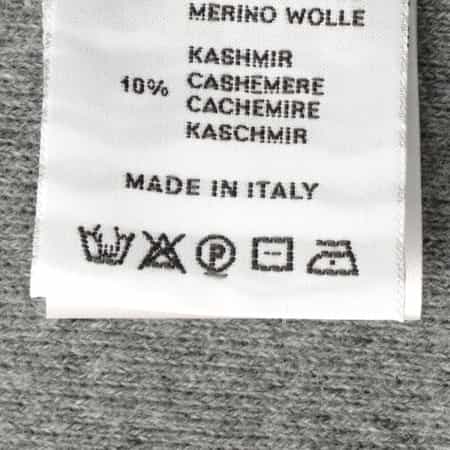 MERINO WOLLE
KASHMIR
10% CASHEMERE
CACHEMIRE
KASCHMIR
MADE IN ITALY
P